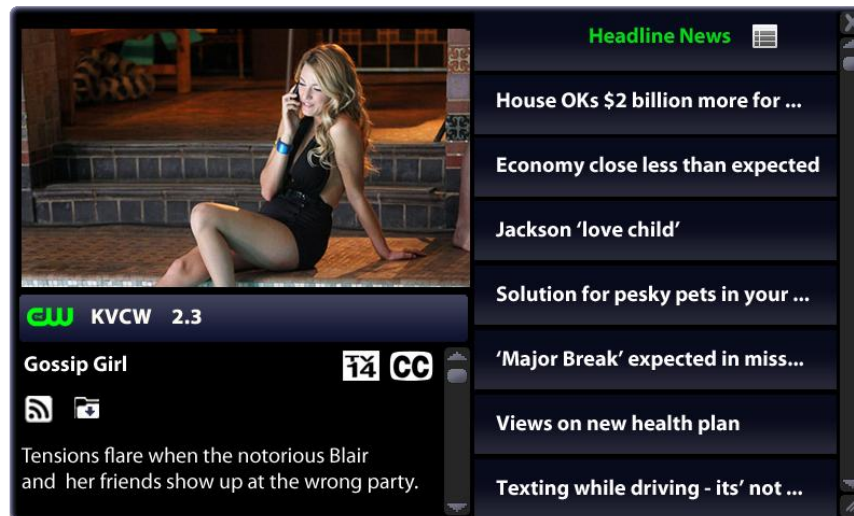 Headline News
House OKs $2 billion more for ...
Economy close less than expected
Jackson ‘love child’
Solution for pesky pets in your ...
‘Major Break’ expected in miss...
Views on new health plan
Texting while driving - its’ not ...
CW KVCW 2.3
Gossip Girl TV 14 CC
Tensions flare when the notorious Blair
and her friends show up at the wrong party.